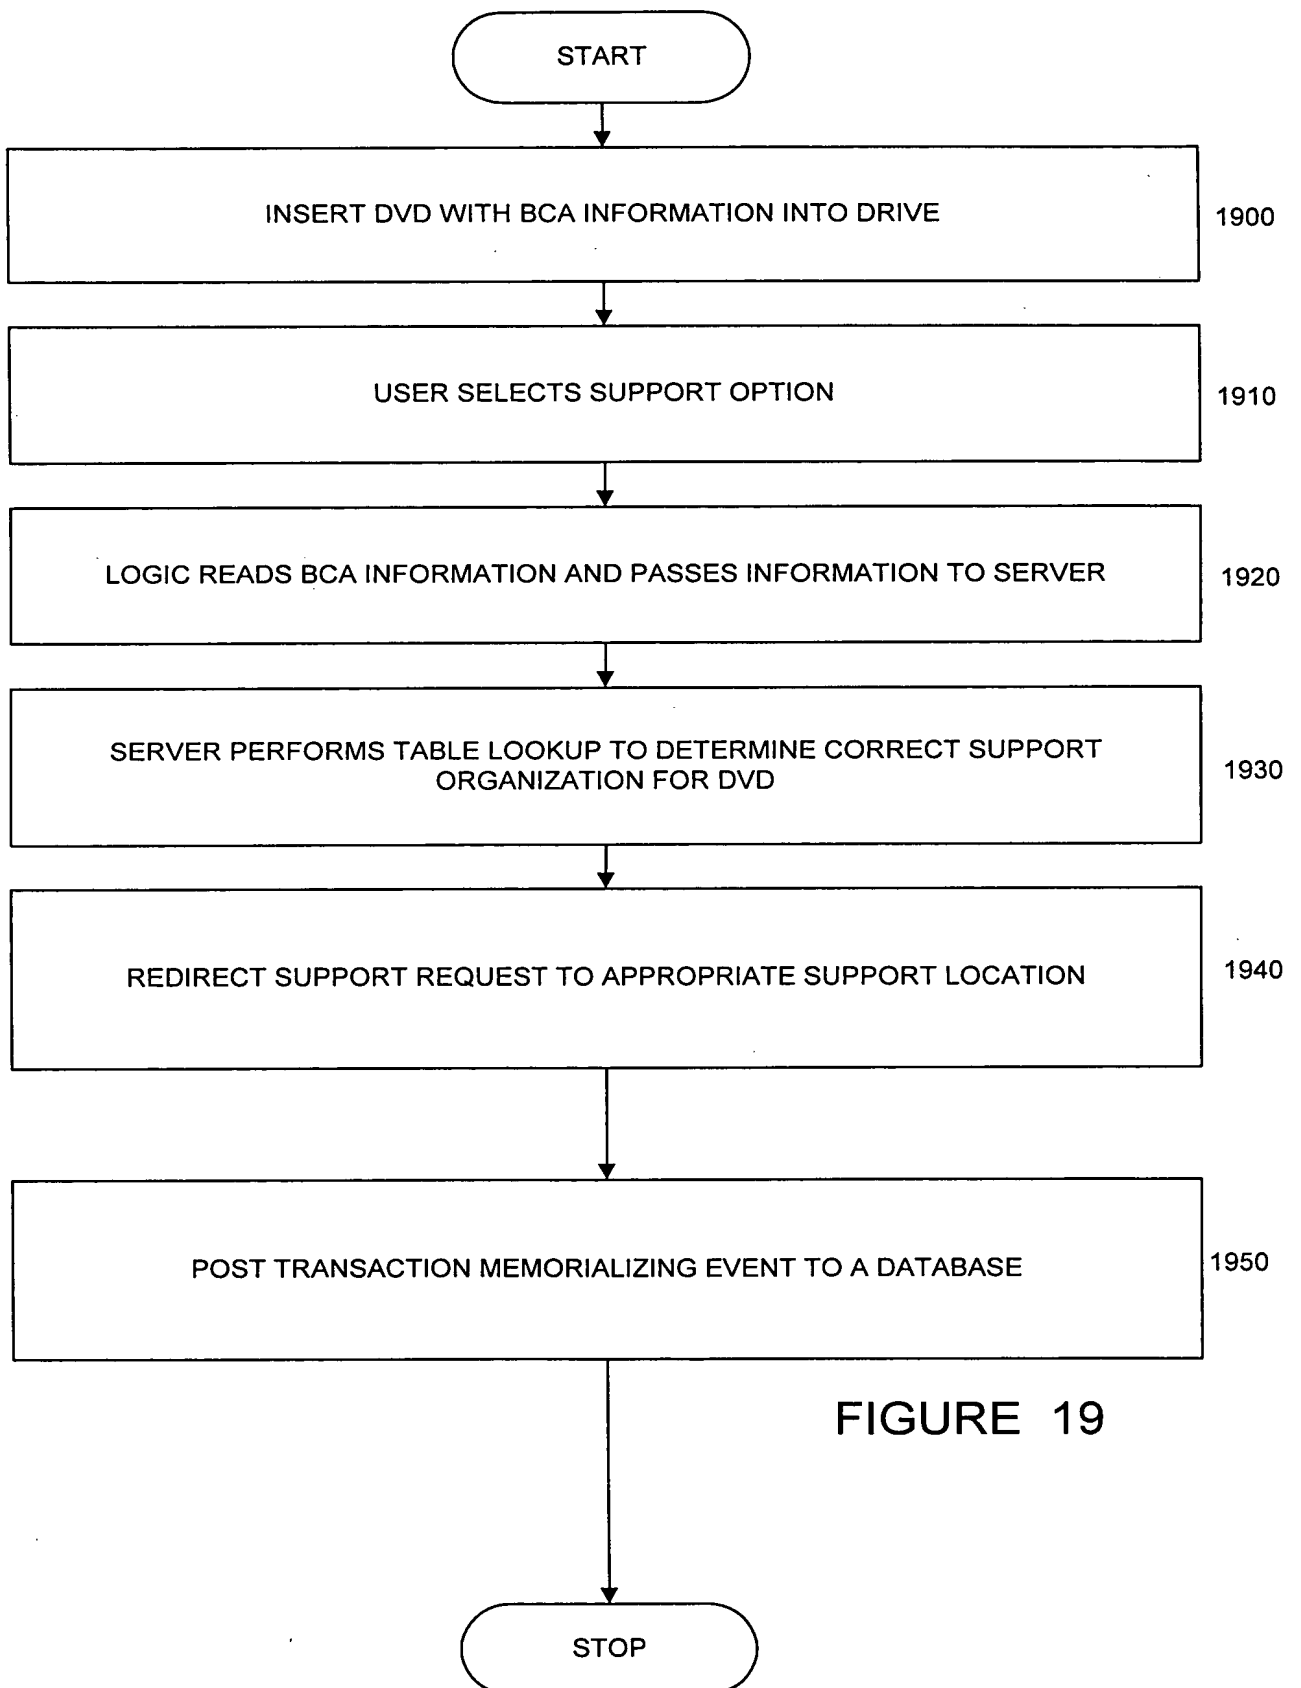 START
INSERT DVD WITH BCA INFORMATION INTO DRIVE
1900
USER SELECTS SUPPORT OPTION
1910
LOGIC READS BCA INFORMATION AND PASSES INFORMATION TO SERVER
1920
SERVER PERFORMS TABLE LOOKUP TO DETERMINE CORRECT SUPPORT
ORGANIZATION FOR DVD
1930
REDIRECT SUPPORT REQUEST TO APPROPRIATE SUPPORT LOCATION
1940
POST TRANSACTION MEMORIALIZING EVENT TO A DATABASE
1950
FIGURE 19
STOP